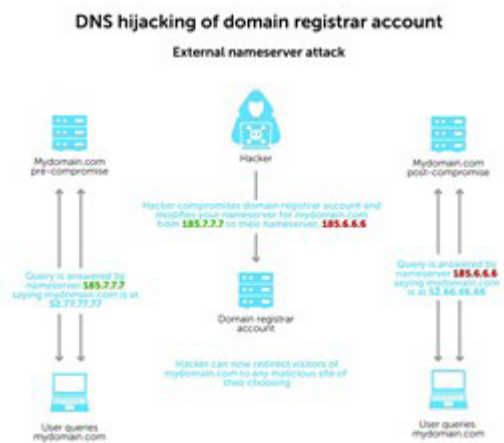 DNS hijacking of domain registrar account
External nameserver attack
Mydomain.com
pre-compromise
Hacker
Mydomain.com
post-compromise
Hacker compromises domain registrar account and
modifies your nameserver for mydomain.com
from 185.7.7.7 to their nameserver, 185.6.6.6
Query is answered by
nameserver 185.7.7.7
saying mydomain.com is at
52.77.77.77
Query is answered by
nameserver 185.6.6.6
saying mydomain.com
is at 52.66.66.66
Domain registrar
account
Hacker can now redirect visitors of
mydomain.com to any malicious site of
their choosing
User queries
mydomain.com
User queries
mydomain.com